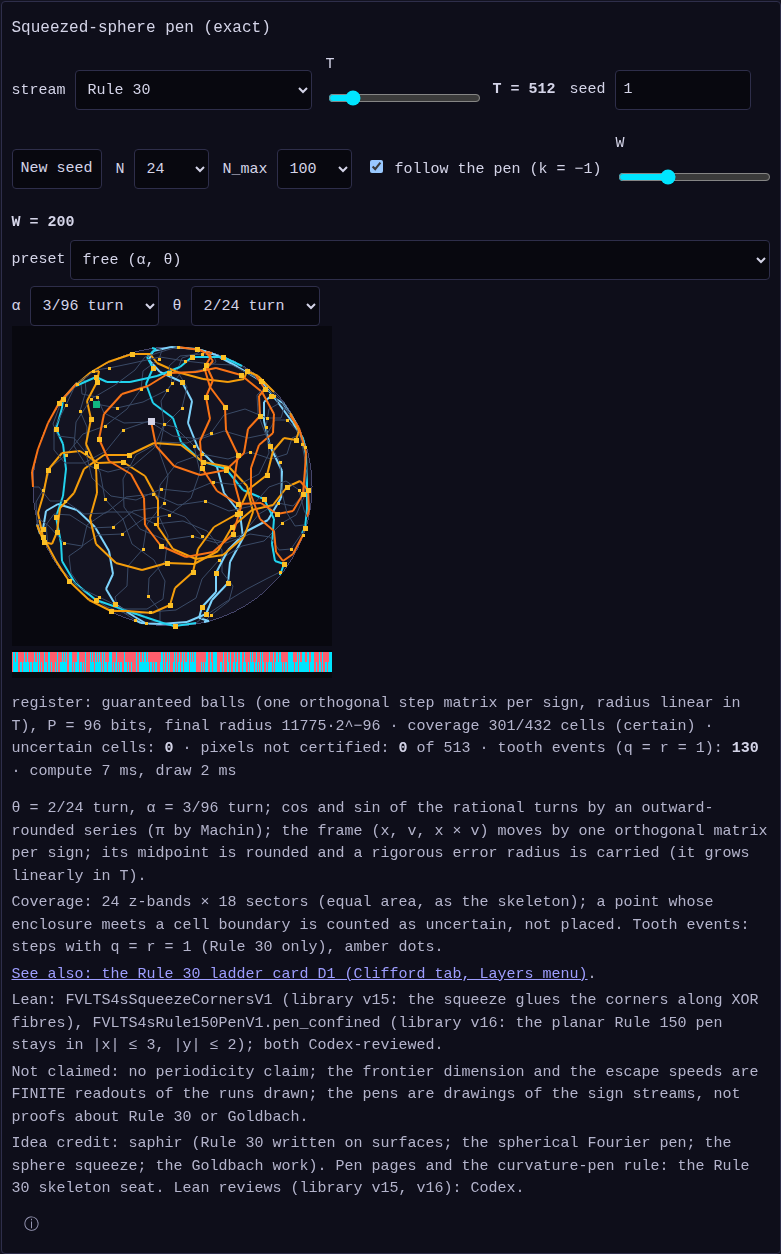 Squeezed-sphere pen (exact)
stream Rule 30 T T = 512 seed 1
New seed N 24 N_max 100 follow the pen (k = −1) W
W = 200
preset free (α, θ)
α 3/96 turn θ 2/24 turn
register: guaranteed balls (one orthogonal step matrix per sign, radius linear in
T), P = 96 bits, final radius 11775·2^−96 · coverage 301/432 cells (certain) ·
uncertain cells: 0 · pixels not certified: 0 of 513 · tooth events (q = r = 1): 130
· compute 7 ms, draw 2 ms
θ = 2/24 turn, α = 3/96 turn; cos and sin of the rational turns by an outward-
rounded series (π by Machin); the frame (x, v, x × v) moves by one orthogonal matrix
per sign; its midpoint is rounded and a rigorous error radius is carried (it grows
linearly in T).
Coverage: 24 z-bands × 18 sectors (equal area, as the skeleton); a point whose
enclosure meets a cell boundary is counted as uncertain, not placed. Tooth events:
steps with q = r = 1 (Rule 30 only), amber dots.
See also: the Rule 30 ladder card D1 (Clifford tab, Layers menu).
Lean: FVLTS4sSqueezeCornersV1 (library v15: the squeeze glues the corners along XOR
fibres), FVLTS4sRule150PenV1.pen_confined (library v16: the planar Rule 150 pen
stays in |x| ≤ 3, |y| ≤ 2); both Codex-reviewed.
Not claimed: no periodicity claim; the frontier dimension and the escape speeds are
FINITE readouts of the runs drawn; the pens are drawings of the sign streams, not
proofs about Rule 30 or Goldbach.
Idea credit: saphir (Rule 30 written on surfaces; the spherical Fourier pen; the
sphere squeeze; the Goldbach work). Pen pages and the curvature-pen rule: the Rule
30 skeleton seat. Lean reviews (library v15, v16): Codex.
ⓘ